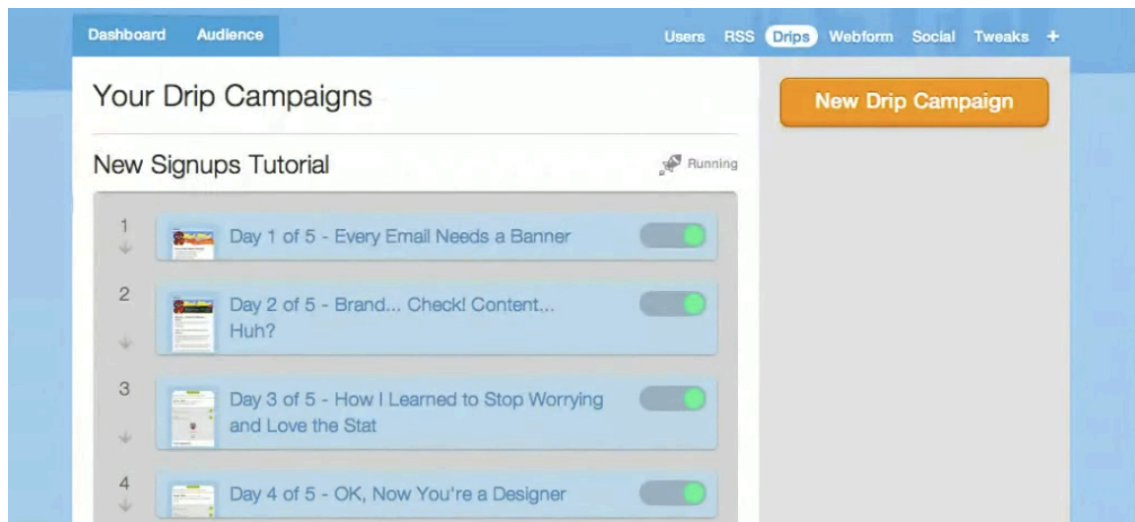 Dashboard Audience Users RSS Drips Webform Social Tweaks +
Your Drip Campaigns
New Drip Campaign
New Signups Tutorial
Running
1
Day 1 of 5 - Every Email Needs a Banner
2
Day 2 of 5 - Brand... Check! Content...
Huh?
3
Day 3 of 5 - How I Learned to Stop Worrying
and Love the Stat
4
Day 4 of 5 - OK, Now You're a Designer